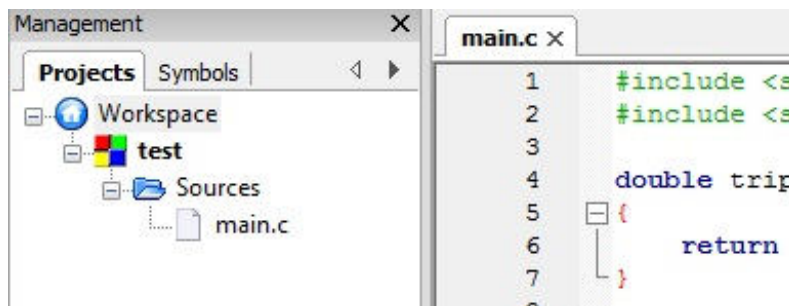 Management
Projects Symbols
Workspace
test
Sources
main.c
main.c
1 #include <s
2 #include <s
3
4 double trip
5 {
6 return
7 }